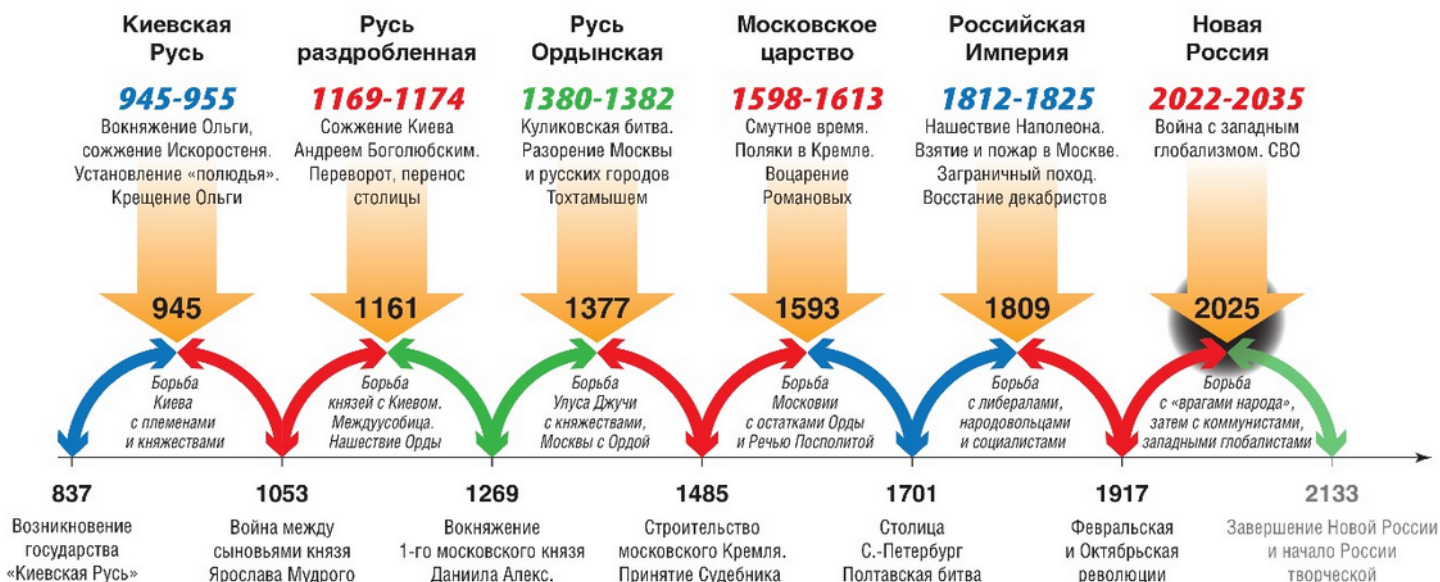 Киевская
Русь
945-955
Вокняжение Ольги,
сожжение Искоростеня.
Установление «полюдья».
Крещение Ольги
945
Борьба
Киева
с племенами
и княжествами
Русь
раздробленная
1169-1174
Сожжение Киева
Андреем Боголюбским.
Переворот, перенос
столицы
1161
Борьба
князей с Киевом.
Междуусобица.
Нашествие Орды
Русь
Ордынская
1380-1382
Куликовская битва.
Разорение Москвы
и русских городов
Тохтамышем
1377
Борьба
Улуса Джучи
с княжествами,
Москвы с Ордой
Московское
царство
1598-1613
Смутное время.
Поляки в Кремле.
Воцарение
Романовых
1593
Борьба
Московии
с остатками Орды
и Речью Посполитой
Российская
Империя
1812-1825
Нашествие Наполеона.
Взятие и пожар в Москве.
Заграничный поход.
Восстание декабристов
1809
Борьба
с либералами,
народовольцами
и социалистами
Новая
Россия
2022-2035
Война с западным
глобализмом. СВО
2025
Борьба
с «врагами народа»,
затем с коммунистами,
западными глобалистами
837
Возникновение
государства
«Киевская Русь»
1053
Война между
сыновьями князя
Ярослава Мудрого
1269
Вокняжение
1-го московского князя
Даниила Алекс.
1485
Строительство
московского Кремля.
Принятие Судебника
1701
Столица
С.-Петербург
Полтавская битва
1917
Февральская
и Октябрьская
революции
2133
Завершение Новой России
и начало России
творческой